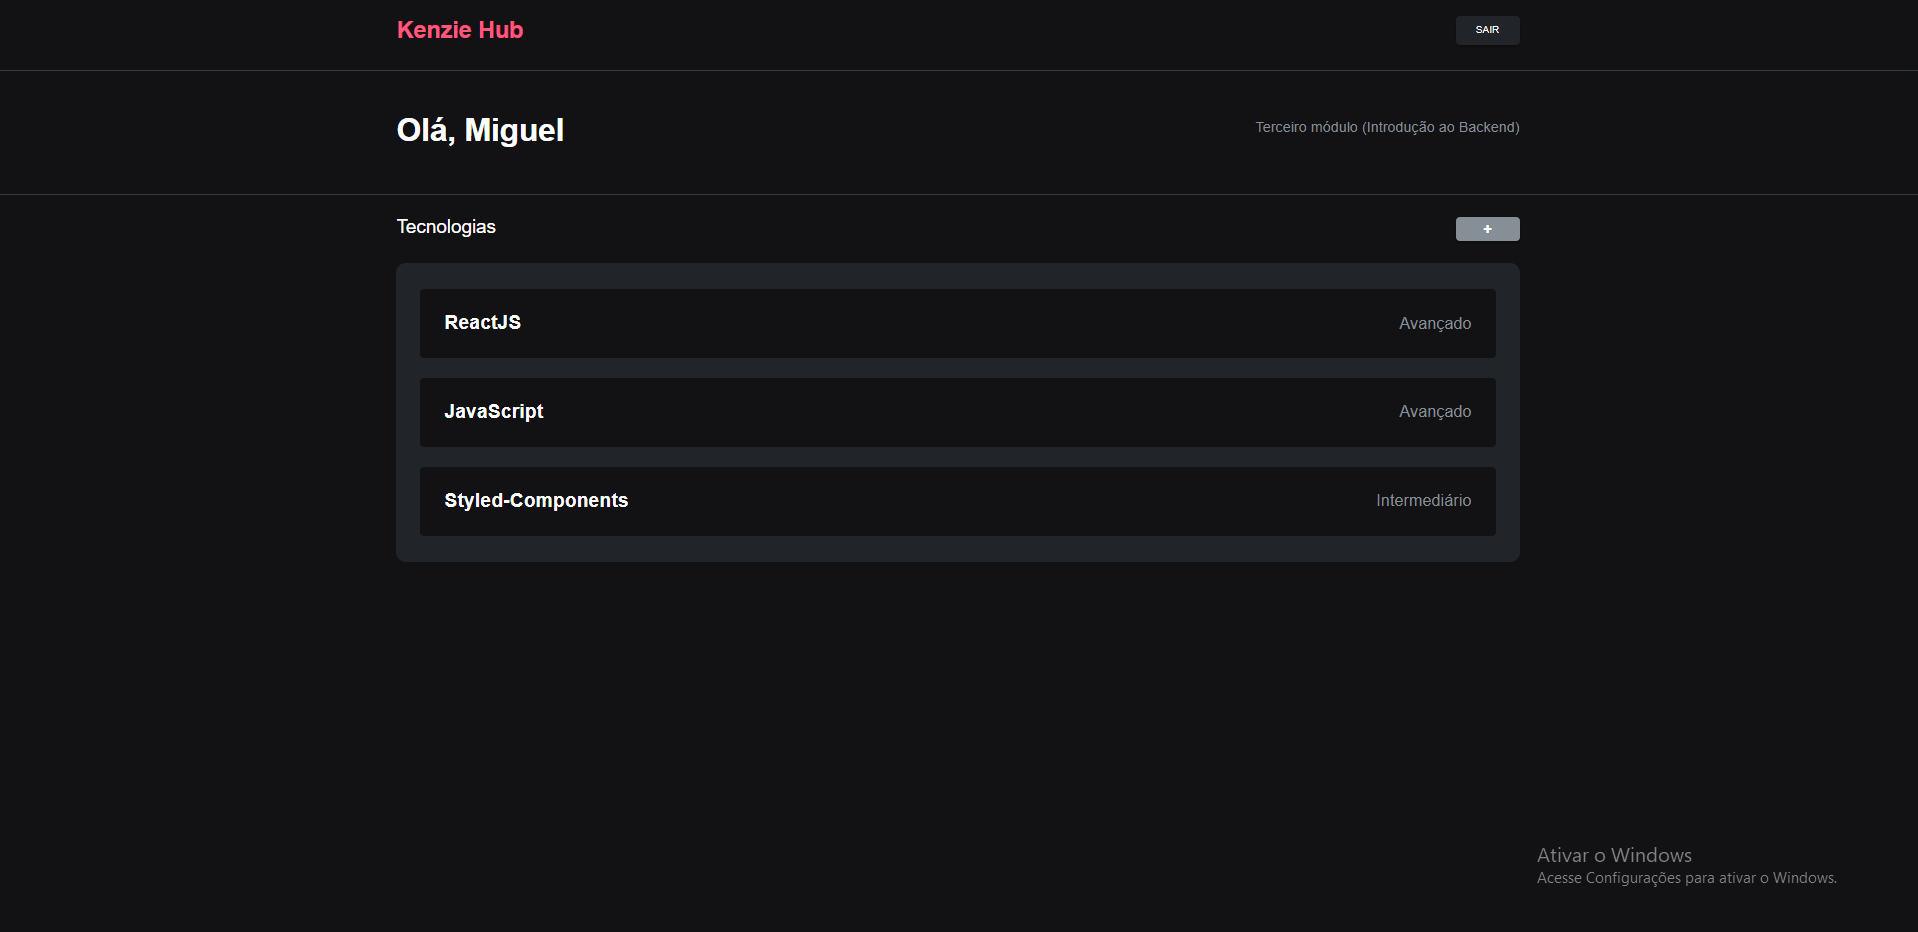 Kenzie Hub
SAIR
Olá, Miguel
Terceiro módulo (Introdução ao Backend)
Tecnologias
+
ReactJS
Avançado
JavaScript
Avançado
Styled-Components
Intermediário
Ativar o Windows
Acesse Configurações para ativar o Windows.